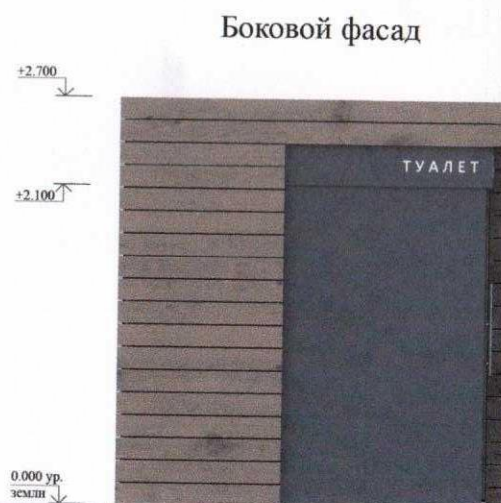 Боковой фасад
+2.700
ТУАЛЕТ
+2.100
0.000 ур.
земли